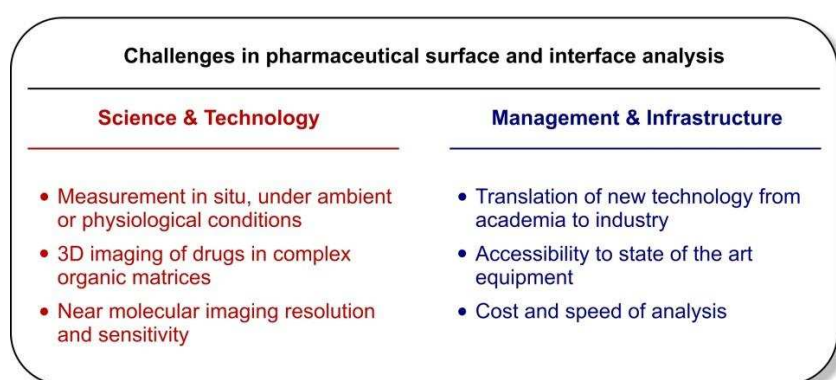 Challenges in pharmaceutical surface and interface analysis
Science & Technology
• Measurement in situ, under ambient
or physiological conditions
• 3D imaging of drugs in complex
organic matrices
• Near molecular imaging resolution
and sensitivity
Management & Infrastructure
• Translation of new technology from
academia to industry
• Accessibility to state of the art
equipment
• Cost and speed of analysis